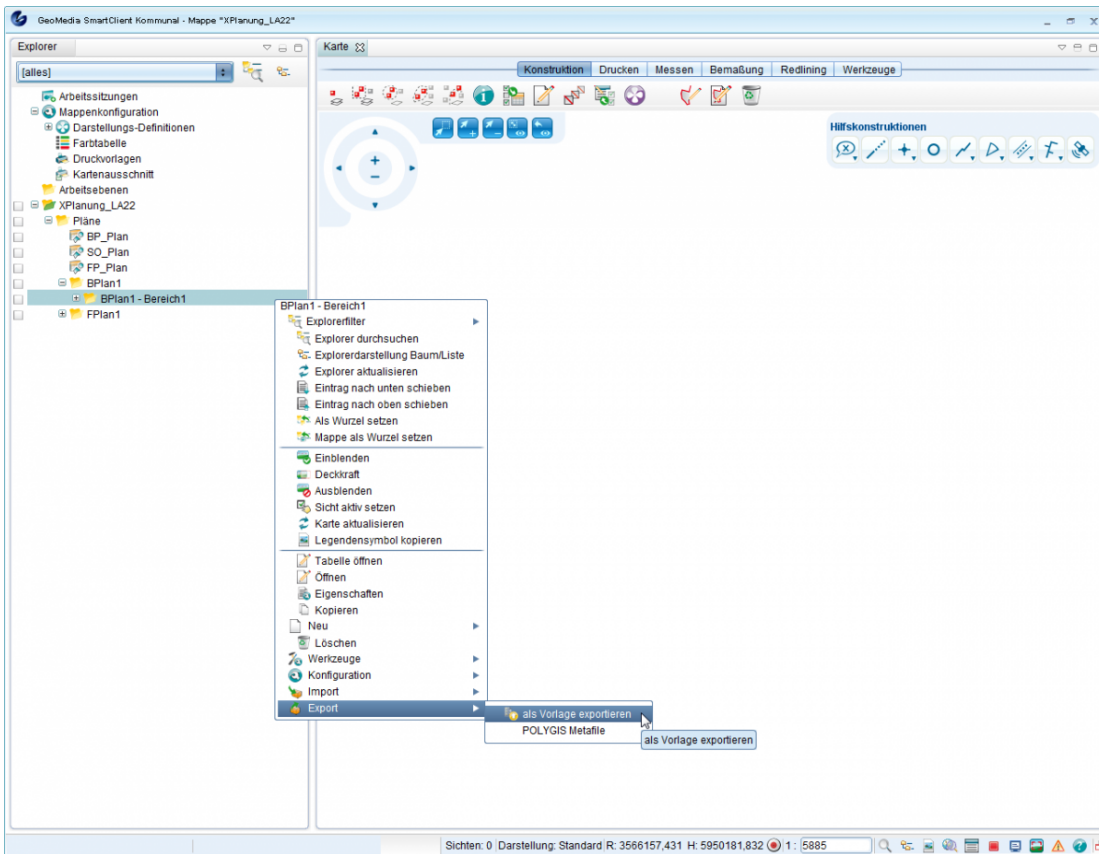 GeoMedia SmartClient Kommunal - Mappe "XPlanung_LA22"
Explorer
[alles]
Arbeitssitzungen
Mappenkonfiguration
Darstellungs-Definitionen
Farbtabelle
Druckvorlagen
Kartenausschnitt
Arbeitsebenen
XPlanung_LA22
Pläne
BP_Plan
SO_Plan
FP_Plan
BPlan1
BPlan1 - Bereich1
FPlan1
Karte
Konstruktion Drucken Messen Bemaßung Redlining Werkzeuge
Hilfskonstruktionen
BPlan1 - Bereich1
Explorerfilter
Explorer durchsuchen
Explorerdarstellung Baum/Liste
Explorer aktualisieren
Eintrag nach unten schieben
Eintrag nach oben schieben
Als Wurzel setzen
Mappe als Wurzel setzen
Einblenden
Deckkraft
Ausblenden
Sicht aktiv setzen
Karte aktualisieren
Legendensymbol kopieren
Tabelle öffnen
Öffnen
Eigenschaften
Kopieren
Neu
Löschen
Werkzeuge
Konfiguration
Import
Export
als Vorlage exportieren
POLYGIS Metafile
als Vorlage exportieren
Sichten: 0 Darstellung: Standard R: 3566157,431 H: 5950181,832 1 : 5885